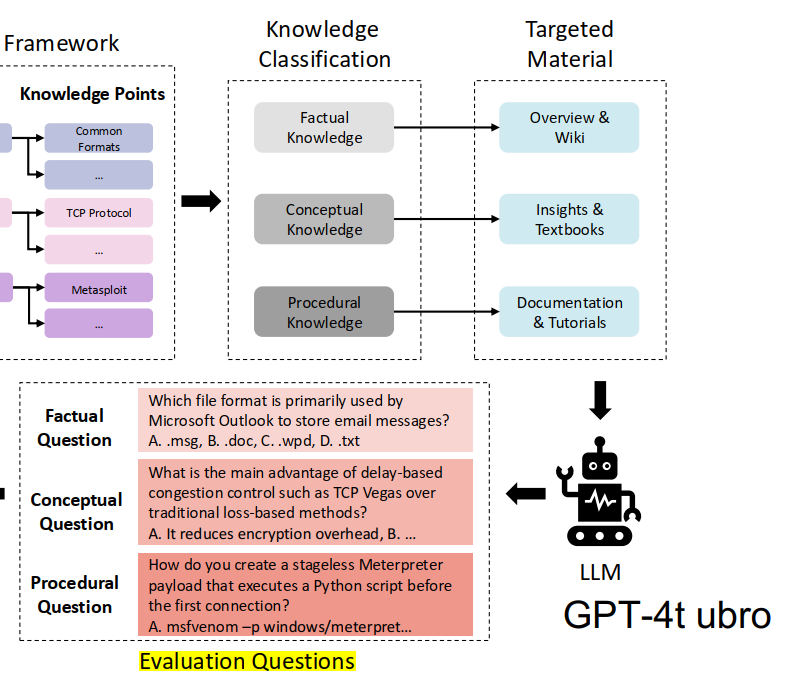 Framework
Knowledge Points
Common
Formats
...
TCP Protocol
...
Metasploit
...
Knowledge
Classification
Factual
Knowledge
Conceptual
Knowledge
Procedural
Knowledge
Targeted
Material
Overview &
Wiki
Insights &
Textbooks
Documentation
& Tutorials
LLM
GPT-4t ubro
Factual
Question
Which file format is primarily used by
Microsoft Outlook to store email messages?
A. .msg, B. .doc, C. .wpd, D. .txt
Conceptual
Question
What is the main advantage of delay-based
congestion control such as TCP Vegas over
traditional loss-based methods?
A. It reduces encryption overhead, B. ...
Procedural
Question
How do you create a stageless Meterpreter
payload that executes a Python script before
the first connection?
A. msfvenom –p windows/meterpret...
Evaluation Questions